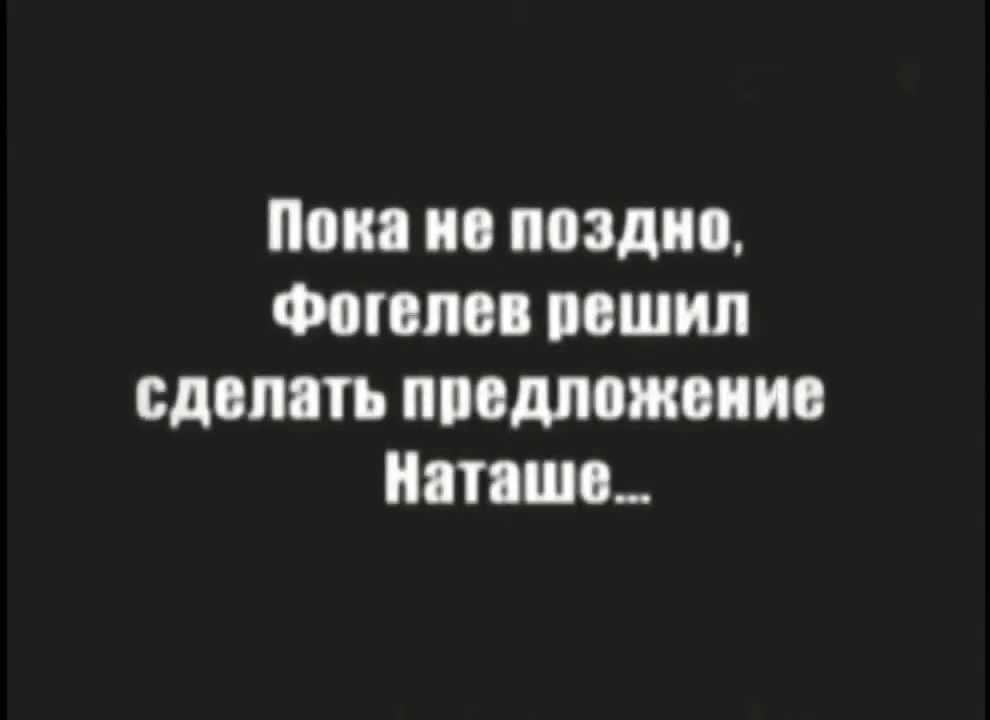 Пока не поздно,
Фогелев решил
сделать предложение
Наташе...